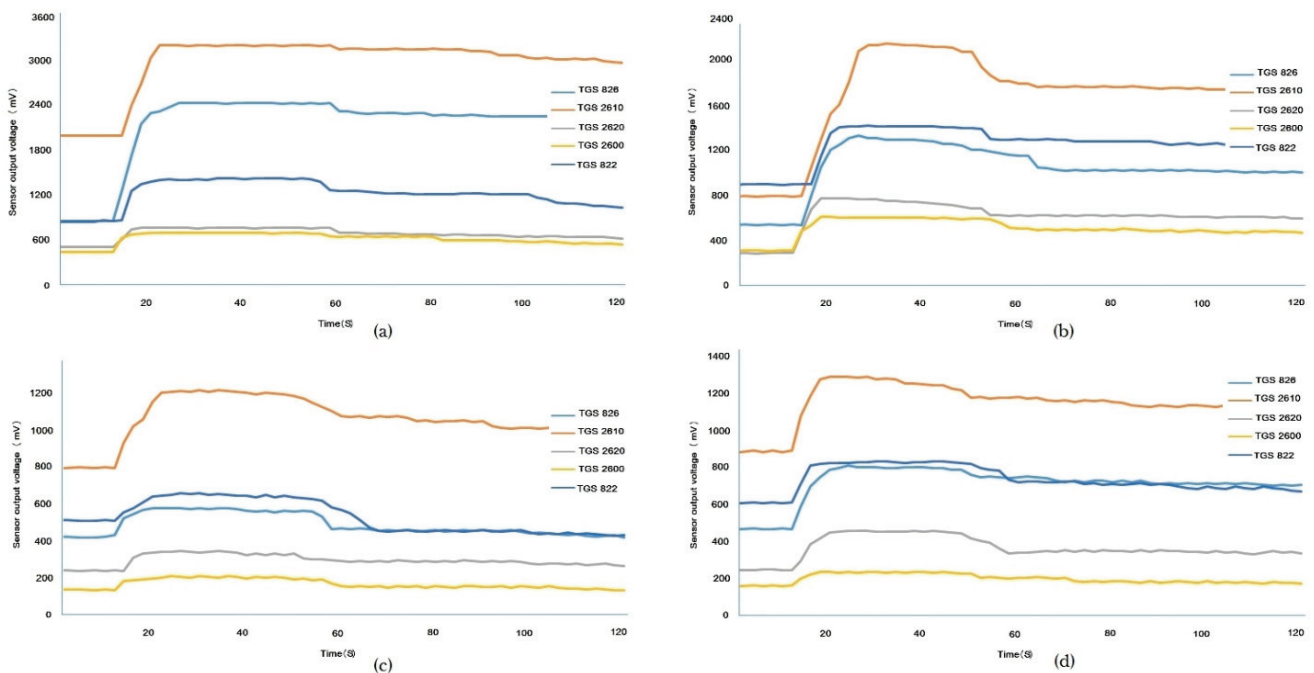 3600
3000
2400
1800
1200
600
0
Sensor output voltage ( mV)
TGS 826
TGS 2610
TGS 2620
TGS 2600
TGS 822
20
40
60
80
100
120
Time(S)
(a)
2400
2000
1600
1200
800
400
0
Sensor output voltage ( mV)
TGS 826
TGS 2610
TGS 2620
TGS 2600
TGS 822
20
40
60
80
100
120
Time(S)
(b)
1200
1000
800
600
400
200
0
Sensor output voltage ( mV)
TGS 826
TGS 2610
TGS 2620
TGS 2600
TGS 822
20
40
60
80
100
120
Time(S)
(c)
1400
1200
1000
800
600
400
200
0
Sensor output voltage ( mV)
TGS 826
TGS 2610
TGS 2620
TGS 2600
TGS 822
20
40
60
80
100
120
Time(S)
(d)